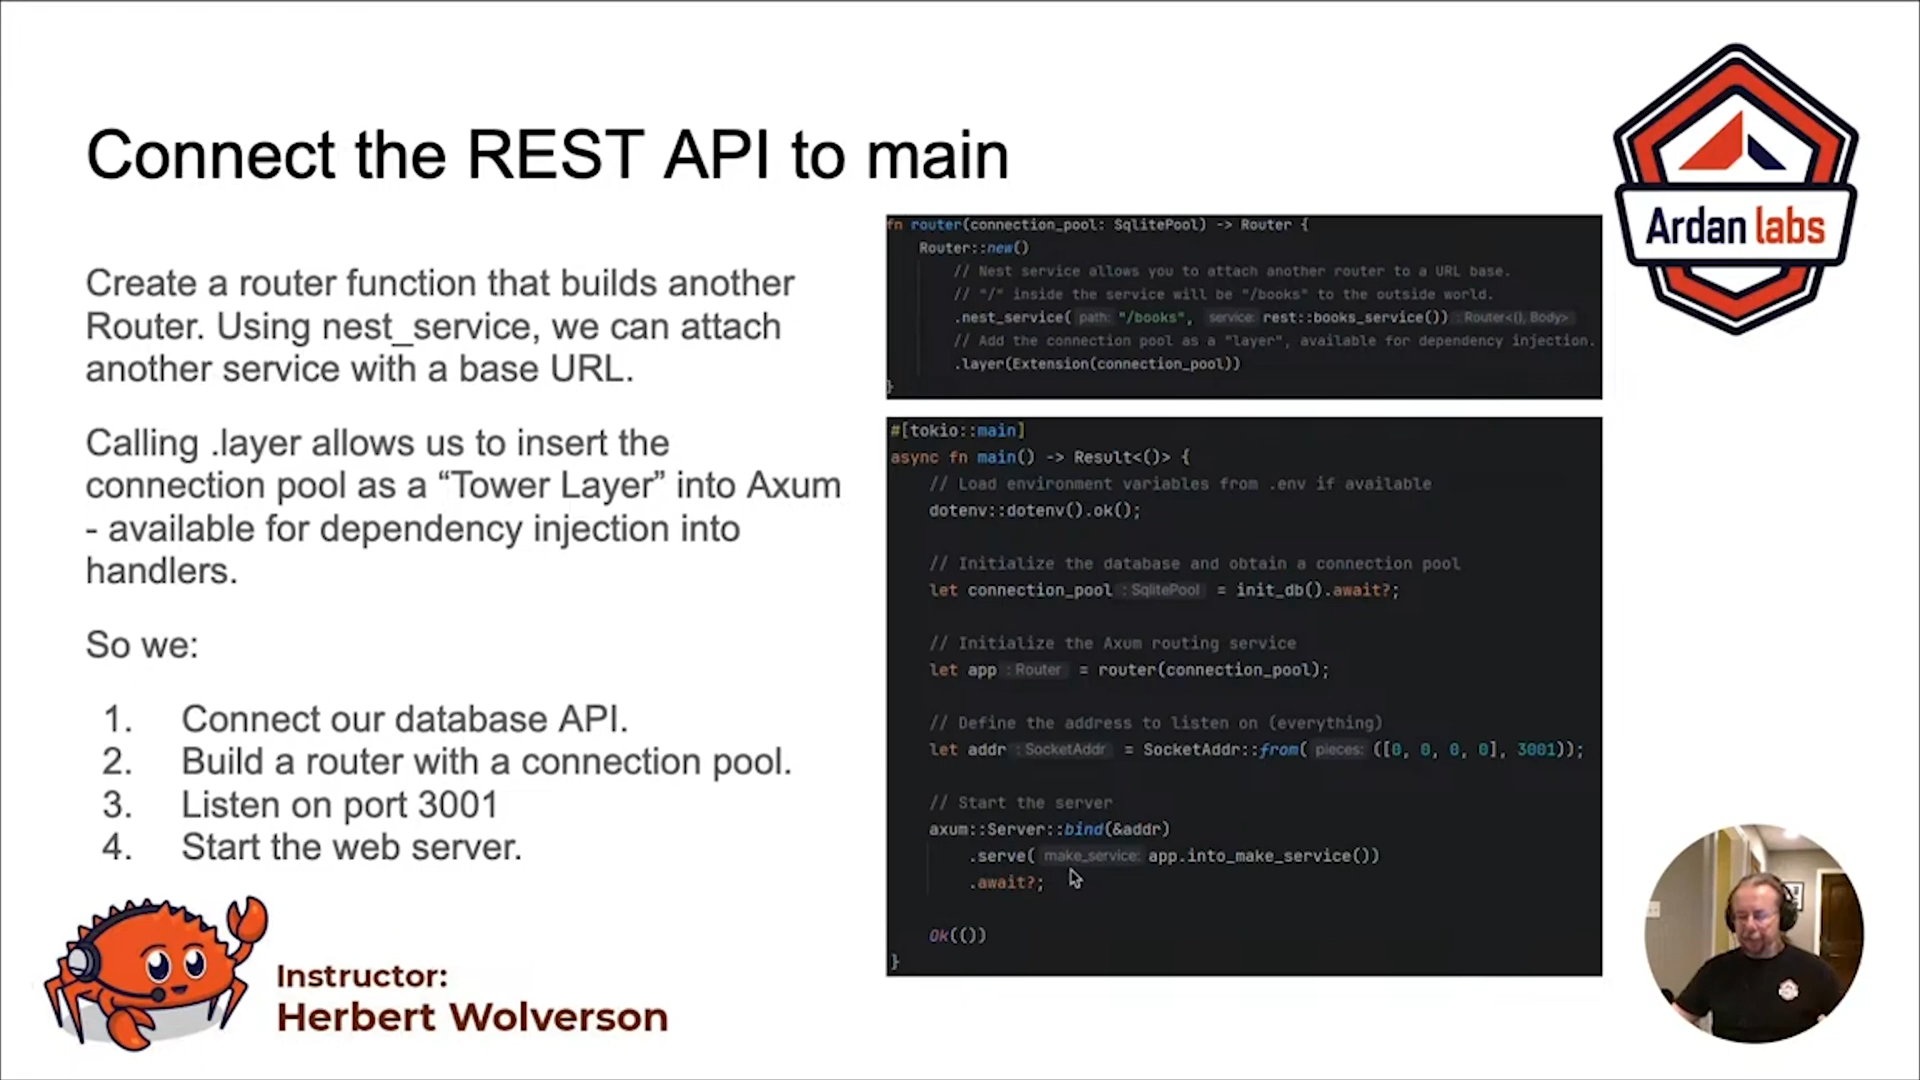 Connect the REST API to main
Create a router function that builds another
Router. Using nest_service, we can attach
another service with a base URL.
Calling .layer allows us to insert the
connection pool as a “Tower Layer” into Axum
- available for dependency injection into
handlers.
So we:
1. Connect our database API.
2. Build a router with a connection pool.
3. Listen on port 3001
4. Start the web server.
Instructor:
Herbert Wolverson
fn router(connection_pool: SqlitePool) -> Router {
Router::new()
// Nest service allows you to attach another router to a URL base.
// "/" inside the service will be "/books" to the outside world.
.nest_service( path: "/books", service: rest::books_service()) : Router<(), Body>
// Add the connection pool as a "layer", available for dependency injection.
.layer(Extension(connection_pool))
}
#[tokio::main]
async fn main() -> Result<()> {
// Load environment variables from .env if available
dotenv::dotenv().ok();
// Initialize the database and obtain a connection pool
let connection_pool : SqlitePool = init_db().await?;
// Initialize the Axum routing service
let app : Router = router(connection_pool);
// Define the address to listen on (everything)
let addr : SocketAddr = SocketAddr::from( pieces: ([0, 0, 0, 0], 3001));
// Start the server
axum::Server::bind(&addr)
.serve( make_service: app.into_make_service())
.await?;
Ok(())
}
Ardan labs